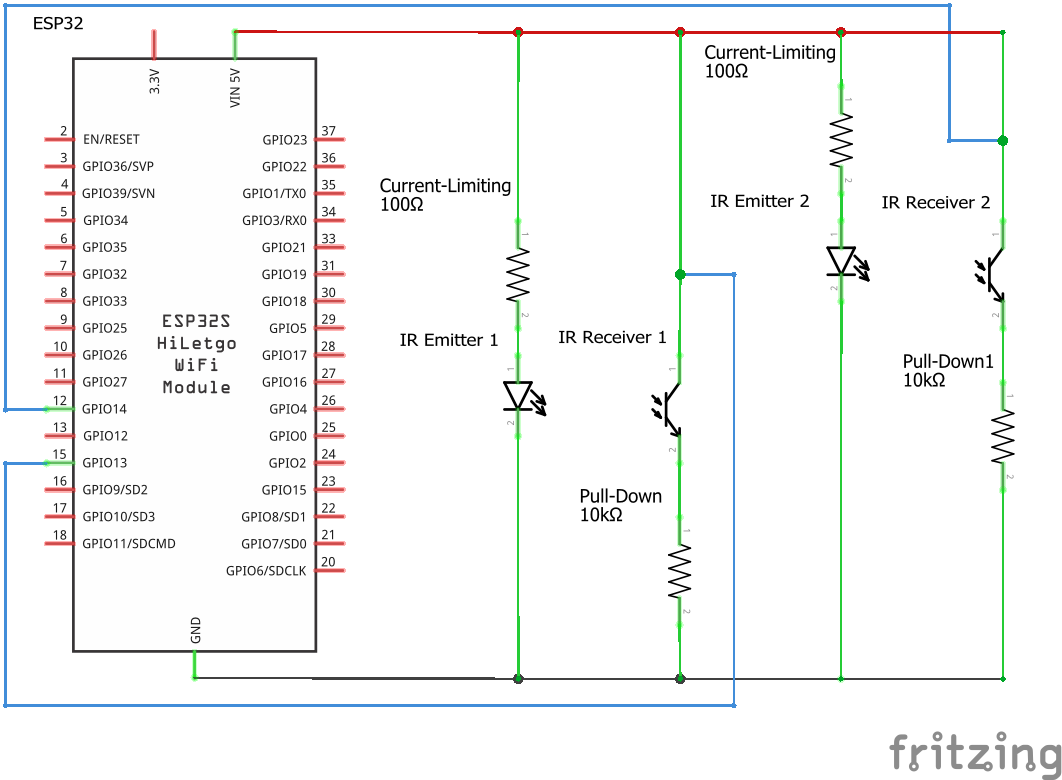 ESP32
3.3V
VIN 5V
2 EN/RESET
3 GPIO36/SVP
4 GPIO39/SVN
5 GPIO34
6 GPIO35
7 GPIO32
8 GPIO33
9 GPIO25
10 GPIO26
11 GPIO27
12 GPIO14
13 GPIO12
15 GPIO13
16 GPIO9/SD2
17 GPIO10/SD3
18 GPIO11/SDCMD
GPIO23 37
GPIO22 36
GPIO1/TX0 35
GPIO3/RX0 34
GPIO21 33
GPIO19 31
GPIO18 30
GPIO5 29
GPIO17 28
GPIO16 27
GPIO4 26
GPIO0 25
GPIO2 24
GPIO15 23
GPIO8/SD1 22
GPIO7/SD0 21
GPIO6/SDCLK 20
ESP32S
HiLetgo
WiFi
Module
GND
Current-Limiting
100Ω
1
2
IR Emitter 1
1
2
IR Receiver 1
1
2
Pull-Down
10kΩ
1
2
Current-Limiting
100Ω
1
2
IR Emitter 2
1
2
IR Receiver 2
1
2
Pull-Down1
10kΩ
1
2
fritzing